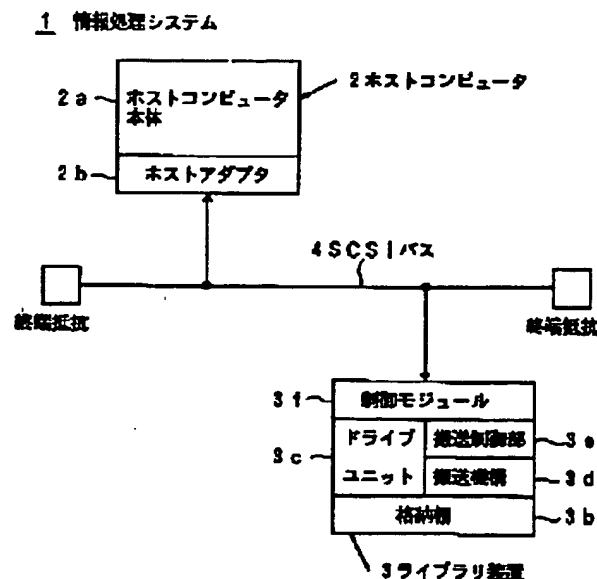 1 情報処理システム
2a
ホストコンピュータ
本体
2ホストコンピュータ
2b
ホストアダプタ
4SCSIバス
終端抵抗
終端抵抗
3f
制御モジュール
ドライブ
搬送制御部
3e
3c
ユニット
搬送機構
3d
格納棚
3b
3ライブラリ装置